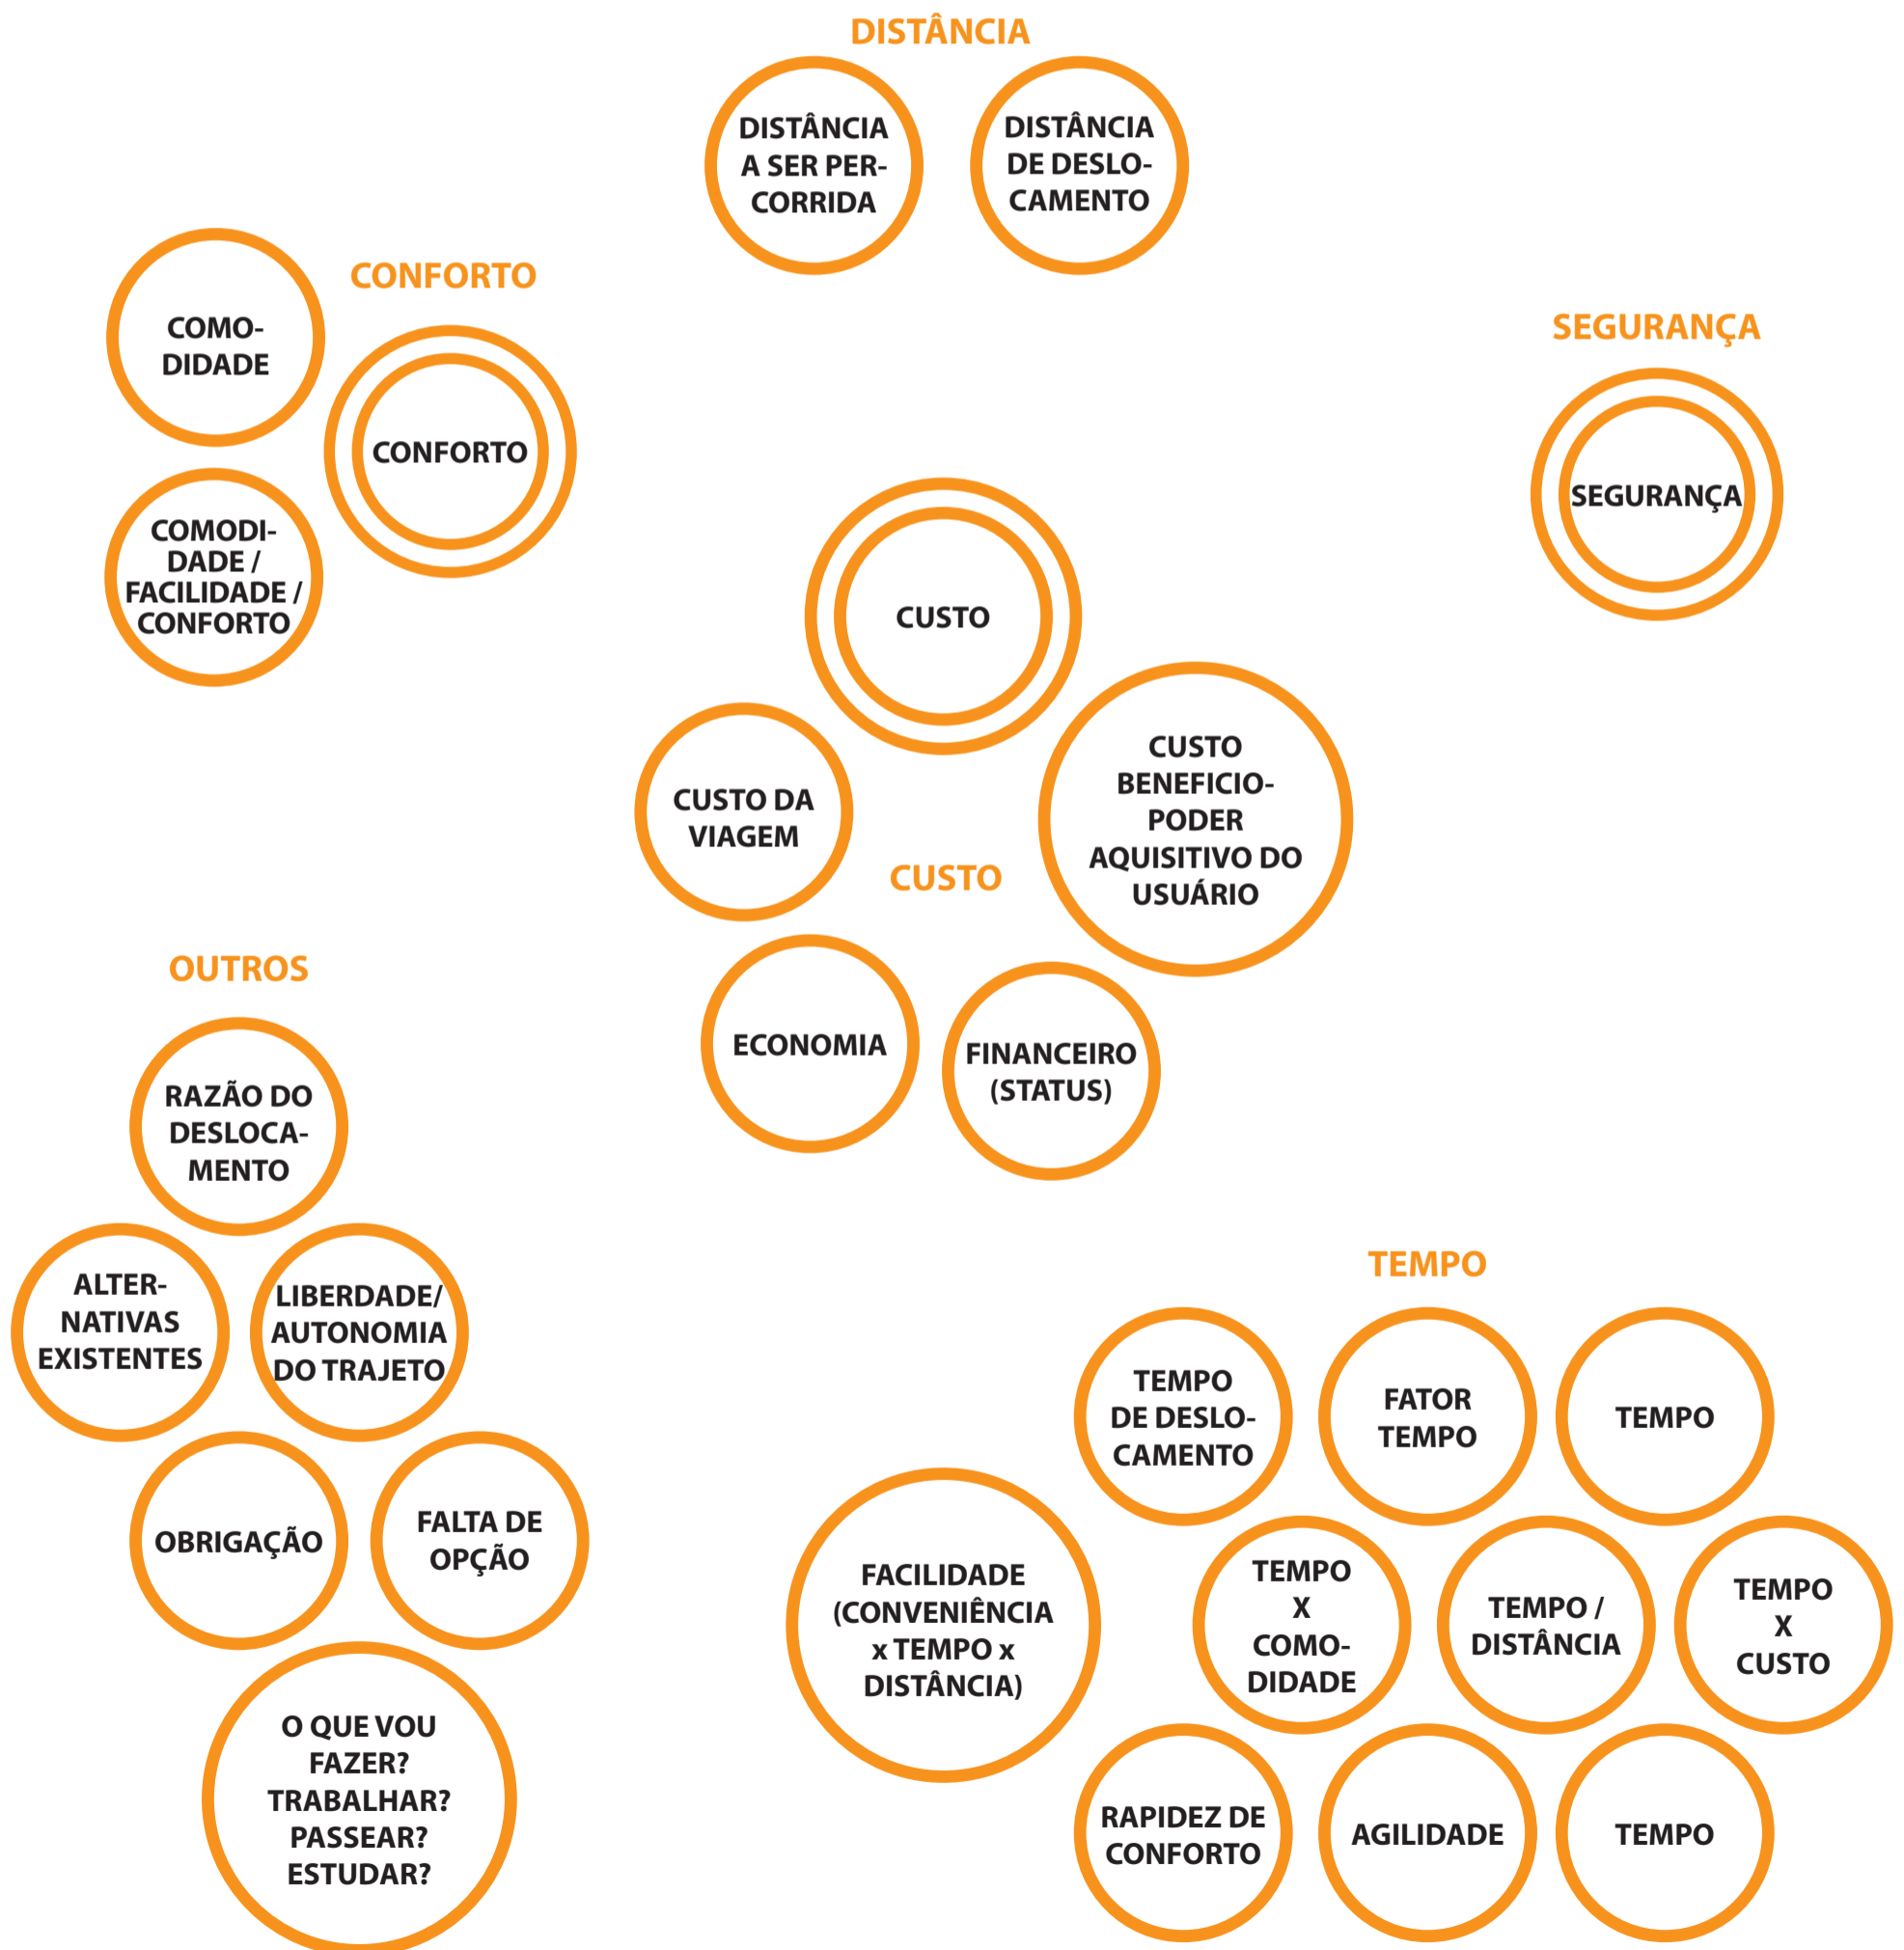 DISTÂNCIA
DISTÂNCIA
A SER PER-
CORRIDA
DISTÂNCIA
DE DESLO-
CAMENTO
CONFORTO
COMO-
DIDADE
CONFORTO
COMODI-
DADE /
FACILIDADE /
CONFORTO
SEGURANÇA
SEGURANÇA
CUSTO
CUSTO DA
VIAGEM
CUSTO
BENEFICIO-
PODER
AQUISITIVO DO
USUÁRIO
CUSTO
ECONOMIA
FINANCEIRO
(STATUS)
OUTROS
RAZÃO DO
DESLOCA-
MENTO
ALTER-
NATIVAS
EXISTENTES
LIBERDADE/
AUTONOMIA
DO TRAJETO
OBRIGAÇÃO
FALTA DE
OPÇÃO
O QUE VOU
FAZER?
TRABALHAR?
PASSEAR?
ESTUDAR?
TEMPO
TEMPO
DE DESLO-
CAMENTO
FATOR
TEMPO
TEMPO
FACILIDADE
(CONVENIÊNCIA
x TEMPO x
DISTÂNCIA)
TEMPO
X
COMO-
DIDADE
TEMPO /
DISTÂNCIA
TEMPO
X
CUSTO
RAPIDEZ DE
CONFORTO
AGILIDADE
TEMPO